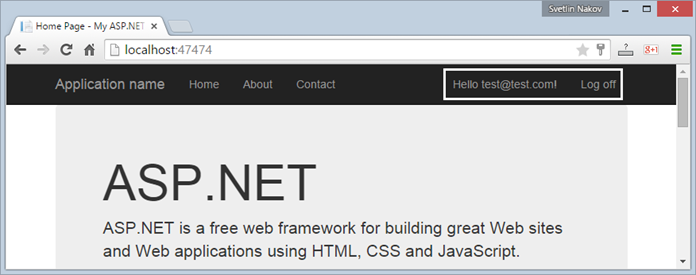 Svetlin Nakov
Home Page - My ASP.NET
localhost:47474
g+1
Application name Home About Contact Hello test@test.com! Log off
ASP.NET
ASP.NET is a free web framework for building great Web sites
and Web applications using HTML, CSS and JavaScript.